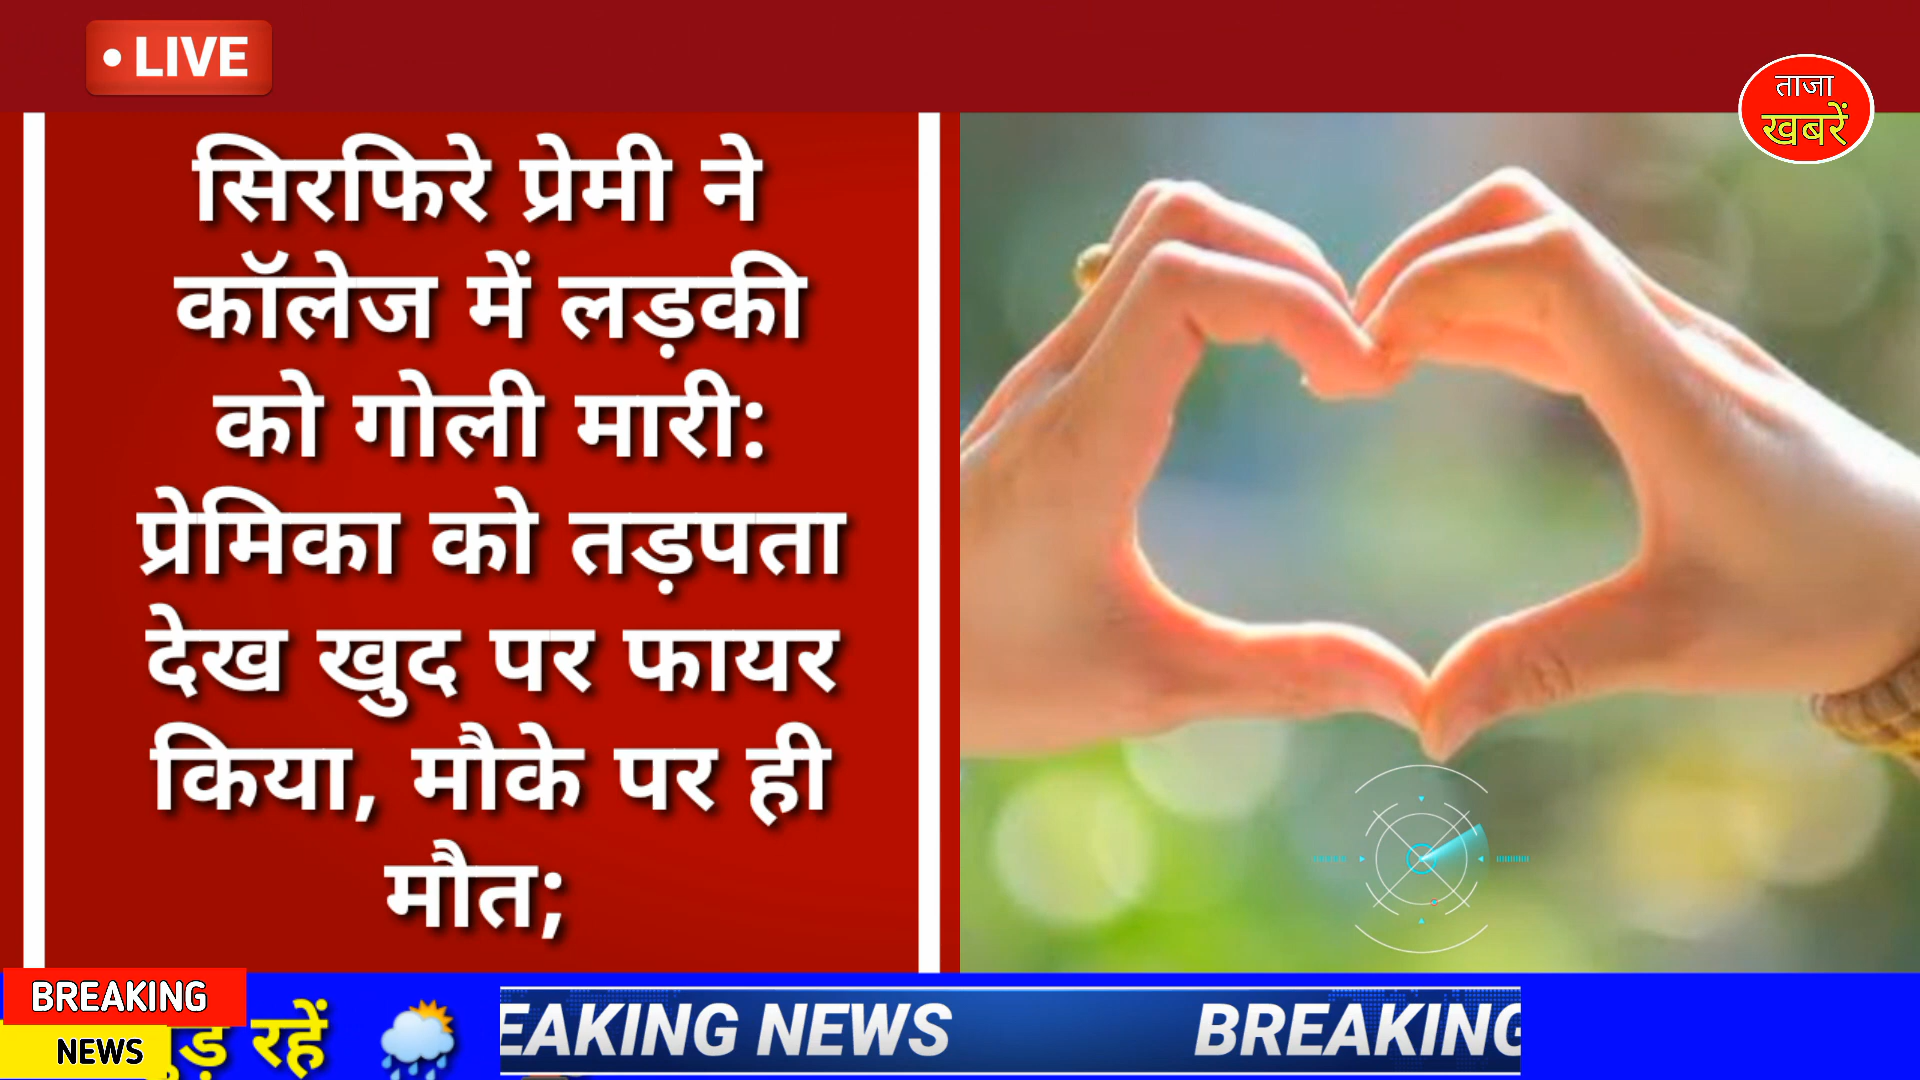 • LIVE
ताजा
खबरें
सिरफिरे प्रेमी ने
कॉलेज में लड़की
को गोली मारी:
प्रेमिका को तड़पता
देख खुद पर फायर
किया, मौके पर ही
मौत;
BREAKING
NEWS
रहें
EAKING NEWS BREAKING